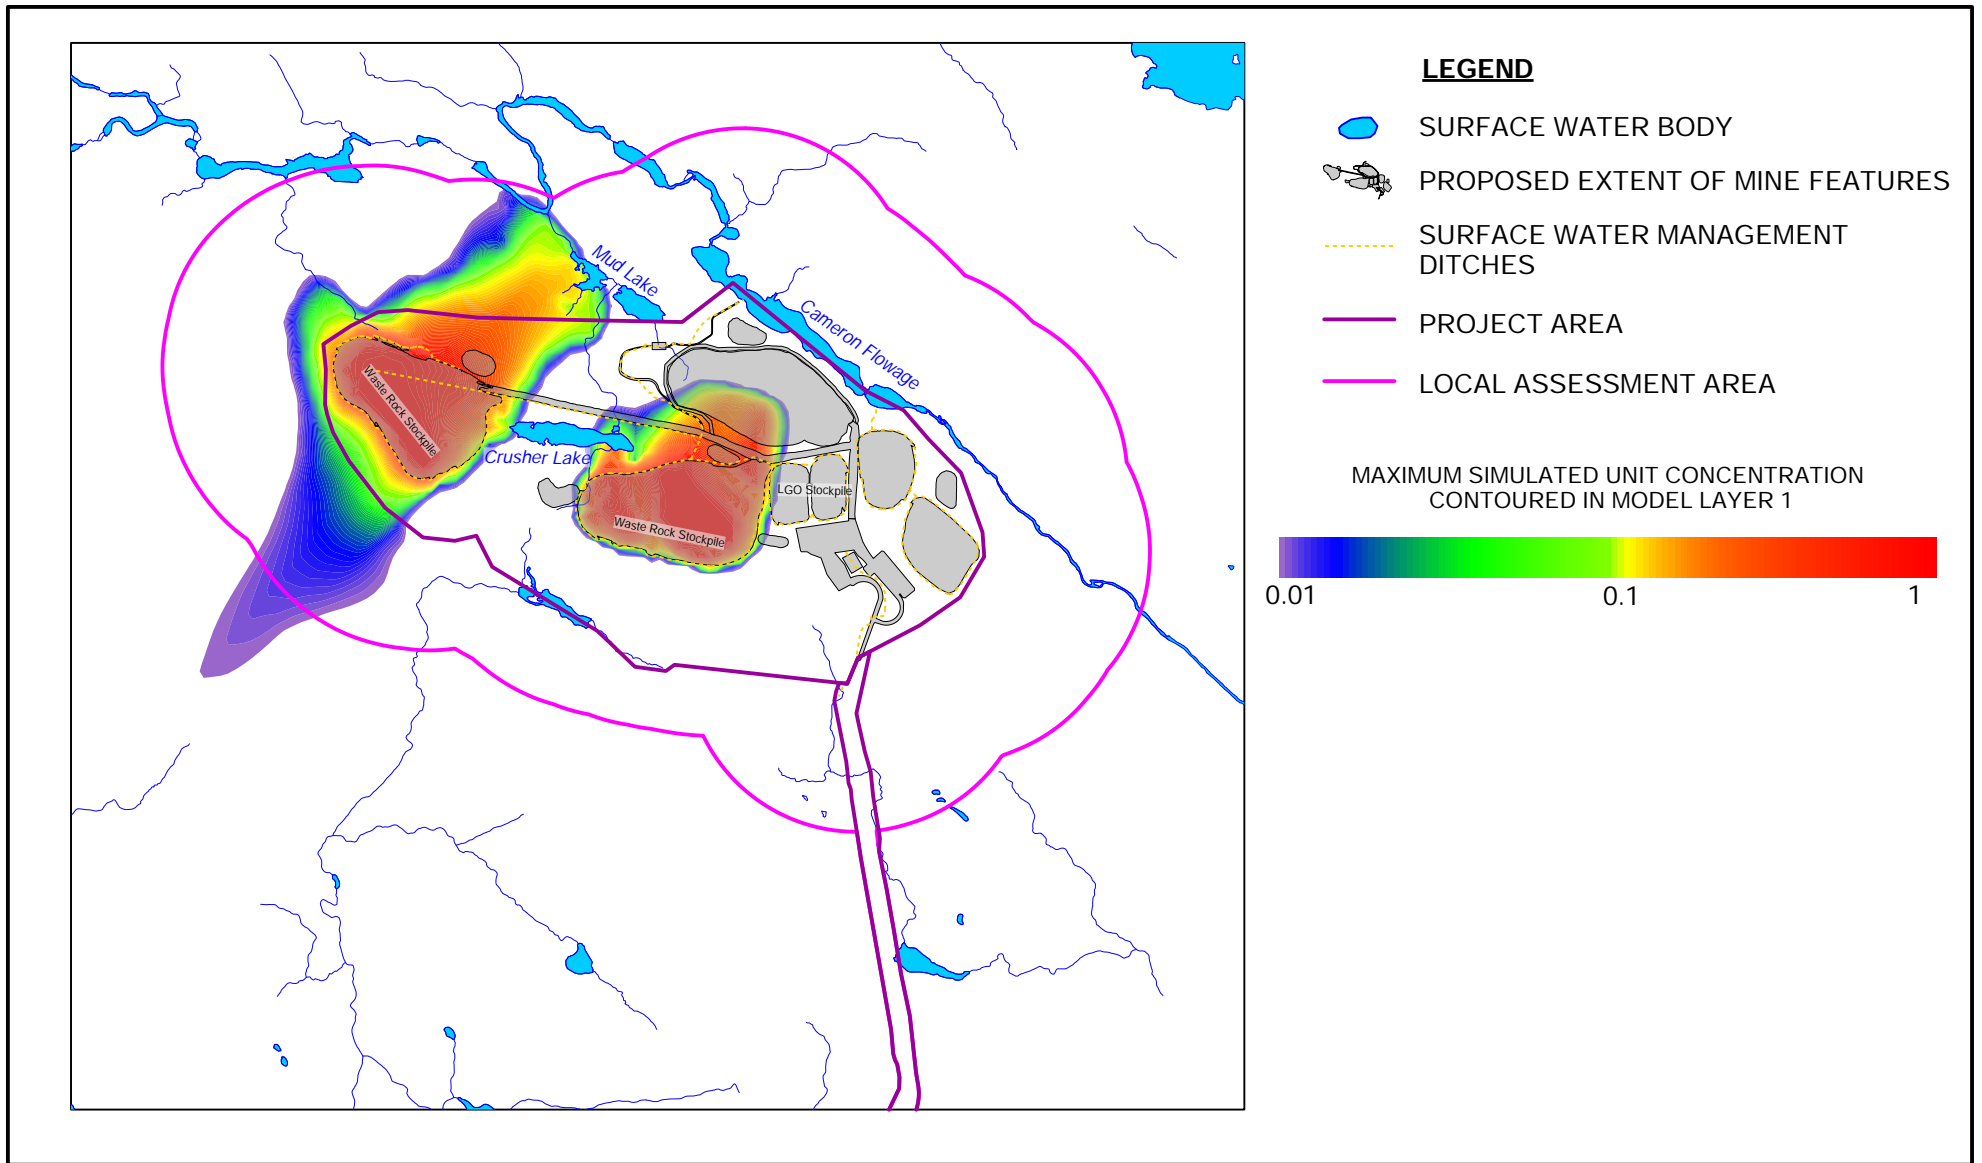 LEGEND
SURFACE WATER BODY
PROPOSED EXTENT OF MINE FEATURES
SURFACE WATER MANAGEMENT
DITCHES
PROJECT AREA
LOCAL ASSESSMENT AREA
MAXIMUM SIMULATED UNIT CONCENTRATION
CONTOURED IN MODEL LAYER 1
0.01
0.1
1
Mud Lake
Cameron Flowage
Waste Rock Stockpile
Crusher Lake
LGO Stockpile
Waste Rock Stockpile